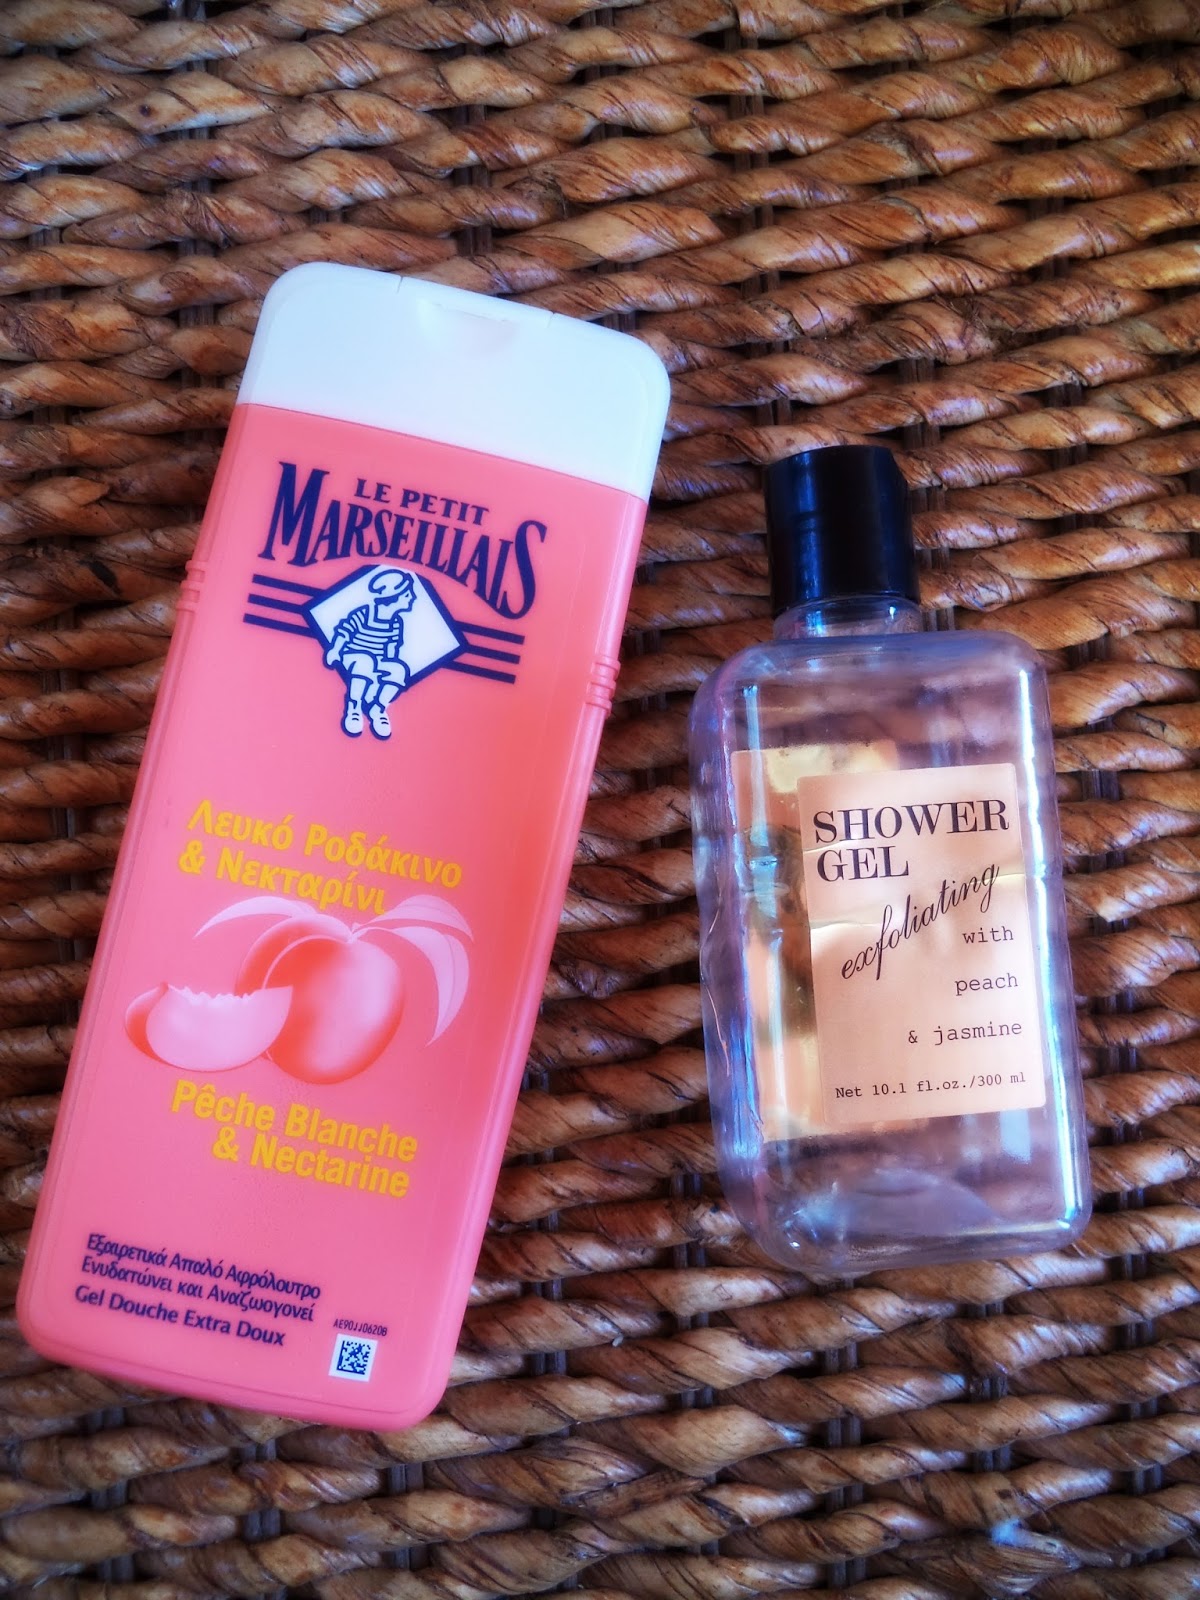 LE PETIT
MARSEILLAIS
Λευκό Ροδάκινο
& Νεκταρίνι
Pêche Blanche
& Nectarine
Εξαιρετικά Απαλό Αφρόλουτρο
Ενυδατώνει και Αναζωογονεί
Gel Douche Extra Doux
AE90JJ0620B
SHOWER
GEL
exfoliating
with
peach
& jasmine
Net 10.1 fl.oz./300 ml